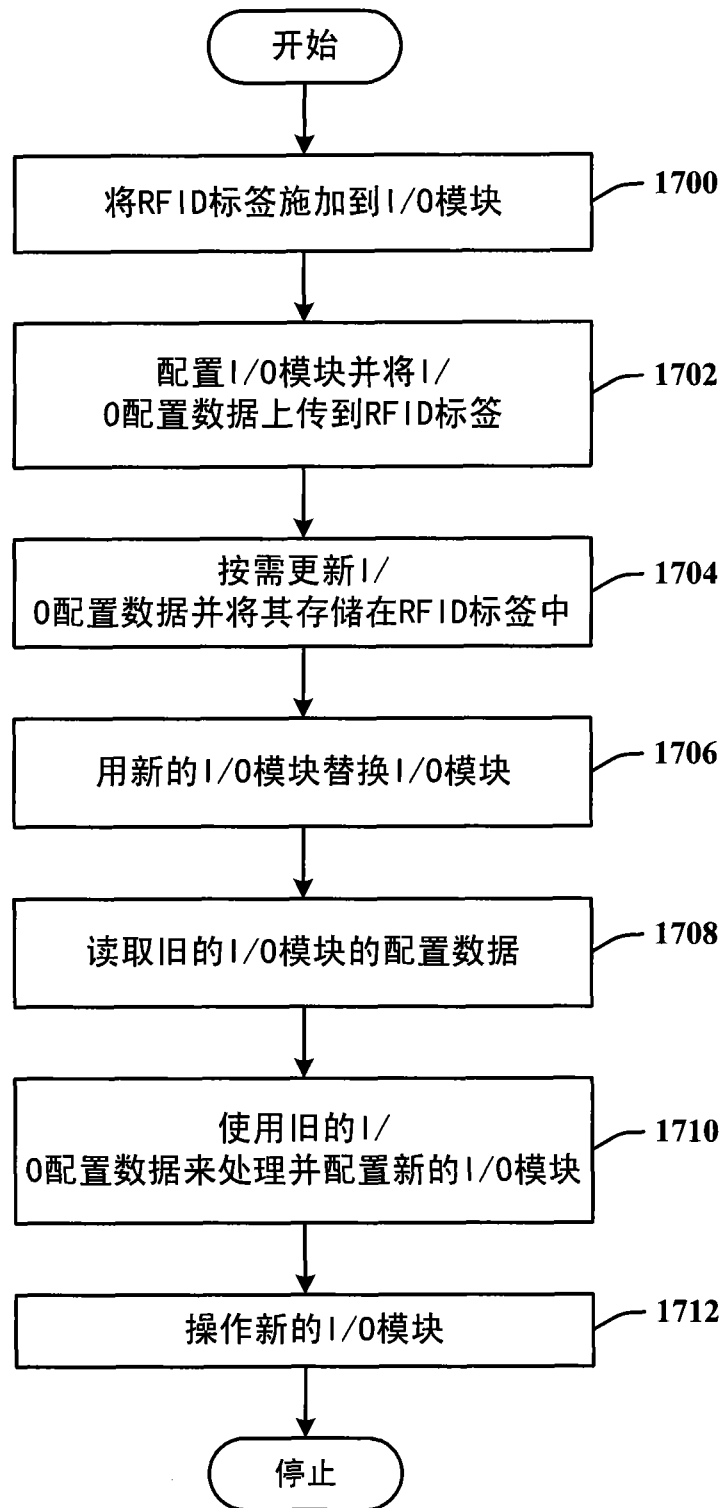 开始
将RFID标签施加到I/O模块
1700
配置I/O模块并将I/
O配置数据上传到RFID标签
1702
按需更新I/
O配置数据并将其存储在RFID标签中
1704
用新的I/O模块替换I/O模块
1706
读取旧的I/O模块的配置数据
1708
使用旧的I/
O配置数据来处理并配置新的I/O模块
1710
操作新的I/O模块
1712
停止